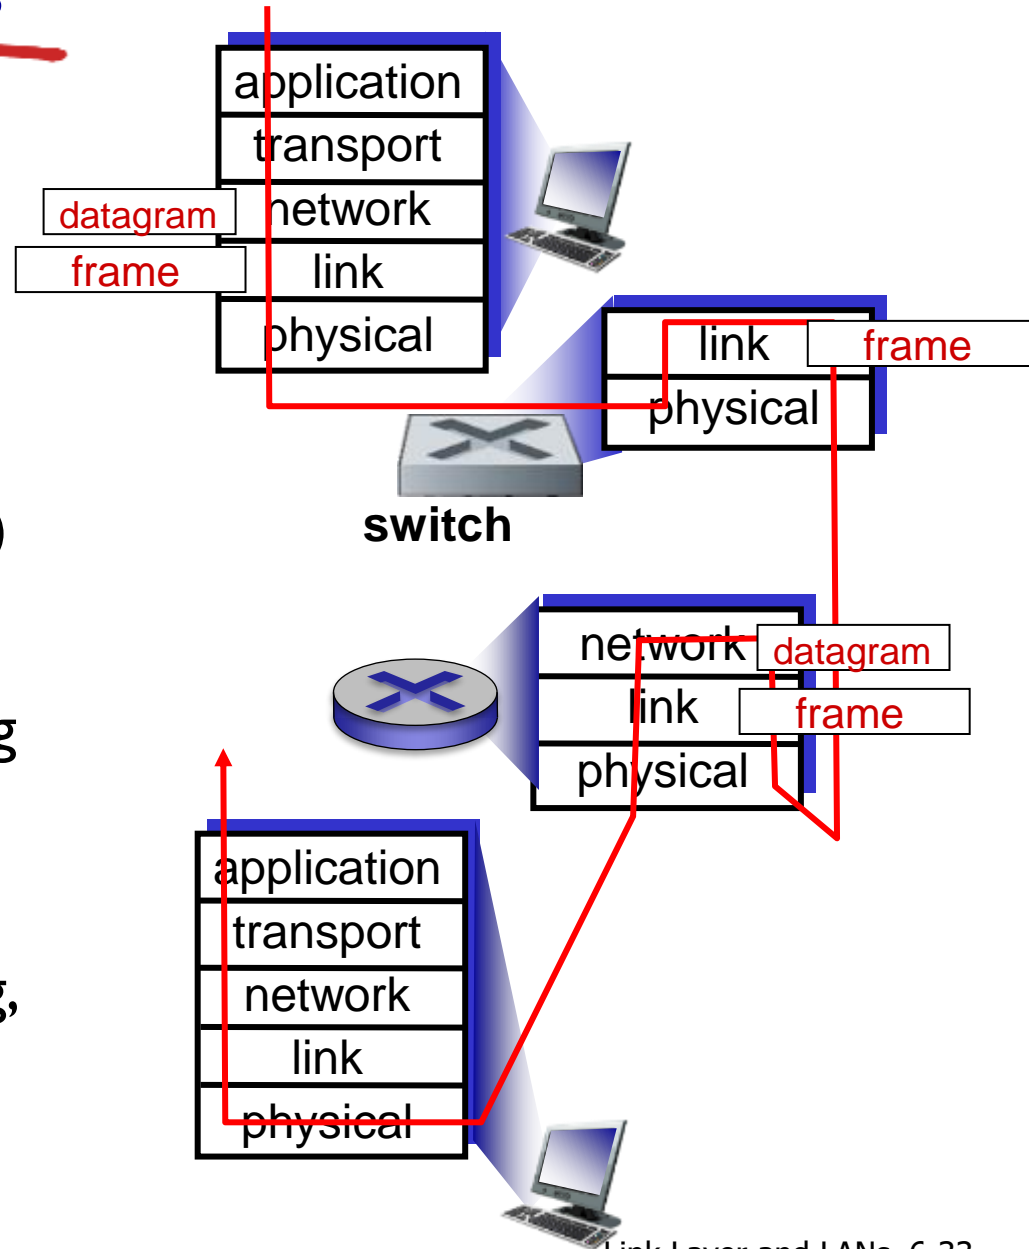 application
transport
datagram network
frame link
physical
link frame
physical
switch
)
network datagram
link frame
physical
g
application
transport
network
g,
link
physical